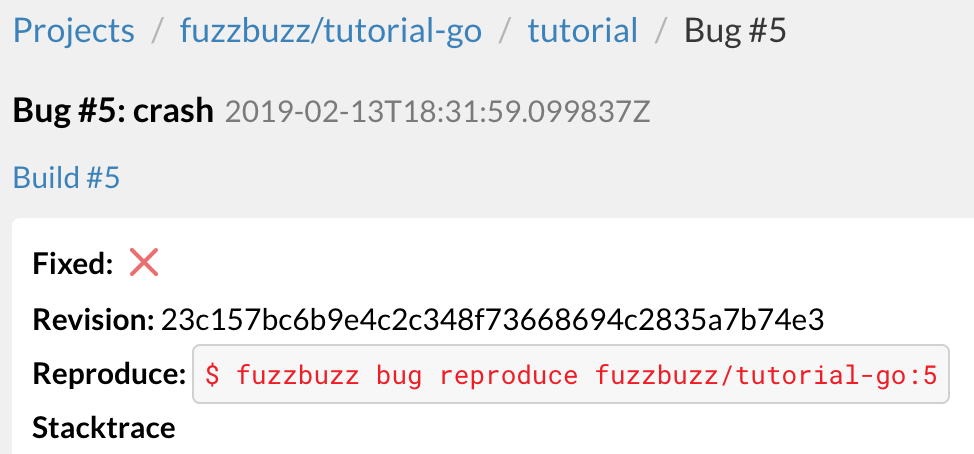 Projects / fuzzbuzz/tutorial-go / tutorial / Bug #5
Bug #5: crash 2019-02-13T18:31:59.099837Z
Build #5
Fixed:
Revision: 23c157bc6b9e4c2c348f73668694c2835a7b74e3
Reproduce: $ fuzzbuzz bug reproduce fuzzbuzz/tutorial-go:5
Stacktrace